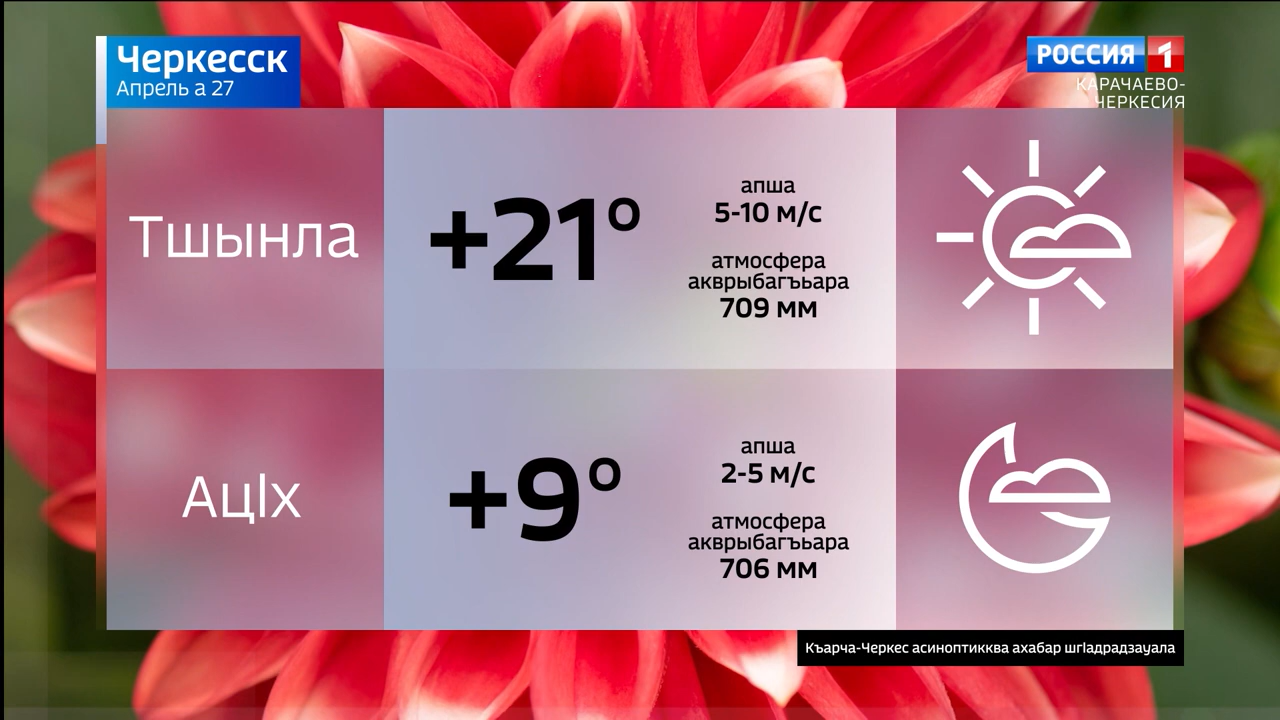 Черкесск
Апрель а 27
РОССИЯ 1
КАРАЧАЕВО-
ЧЕРКЕСИЯ
Тшынла
+21°
апша
5-10 м/с
атмосфера
акврыбагъьара
709 мм
АцIх
+9°
апша
2-5 м/с
атмосфера
акврыбагъьара
706 мм
Къарча-Черкес асиноптикква ахабар шгIадрадзауала